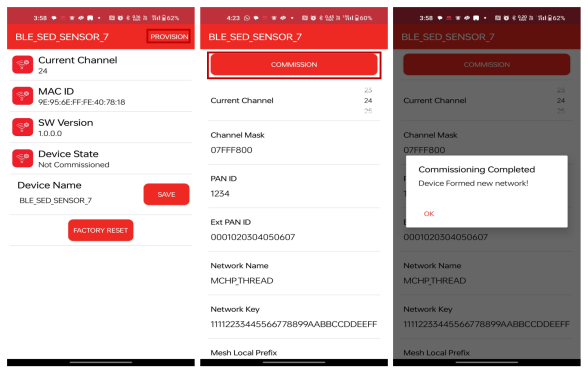 3:58
62%
BLE_SED_SENSOR_7 PROVISION
Current Channel
24
MAC ID
9E:95:6E:FF:FE:40:78:18
SW Version
1.0.0.0
Device State
Not Commissioned
Device Name
BLE_SED_SENSOR_7
SAVE
FACTORY RESET
4:23
60%
BLE_SED_SENSOR_7
COMMISSION
23
Current Channel 24
25
Channel Mask
07FFF800
PAN ID
1234
Ext PAN ID
0001020304050607
Network Name
MCHP_THREAD
Network Key
11112233445566778899AABBCCDDEEFF
Mesh Local Prefix
3:58
62%
BLE_SED_SENSOR_7
COMMISSION
23
Current Channel 24
25
Channel Mask
07FFF800
Commissioning Completed
Device Formed new network!
OK
0001020304050607
Network Name
MCHP_THREAD
Network Key
11112233445566778899AABBCCDDEEFF
Mesh Local Prefix